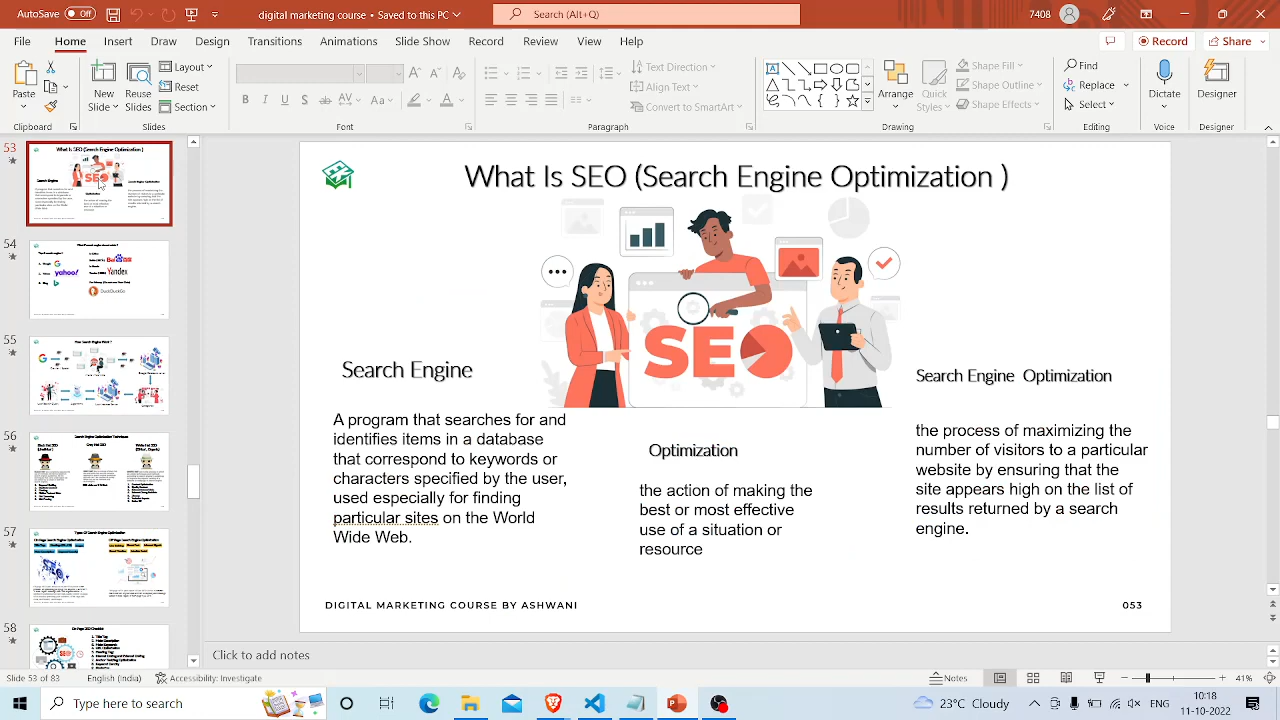 AutoSave Off
Search (Alt+Q)
7408
File Home Insert Draw Design Transitions Animations Slide Show Record Review View Help
Record Share
Paste
New Slide
Reuse Slides
Layout
Reset
Section
Text Direction
Align Text
Convert to SmartArt
Arrange
Quick Styles
Shape Fill
Shape Outline
Shape Effects
Find
Replace
Select
Dictate
Design Ideas
Clipboard Slides Font Paragraph Drawing Editing Voice Designer
53
54
55
56
57
58
What Is SEO (Search Engine Optimization )
SEO
Search Engine
A program that searches for and
identifies items in a database
that correspond to keywords or
characters specified by the user,
used especially for finding
particular sites on the World
Wide Web.
Optimization
the action of making the
best or most effective
use of a situation or
resource
Search Engine Optimization
the process of maximizing the
number of visitors to a particular
website by ensuring that the
site appears high on the list of
results returned by a search
engine.
DIGITAL MARKETING COURSE BY ASHWANI
053
Click to add notes
Slide 53 of 83 English (India) Accessibility: Investigate
Notes
41%
Type here to search
23°C Cloudy
ENG
10:18
11-10-2022